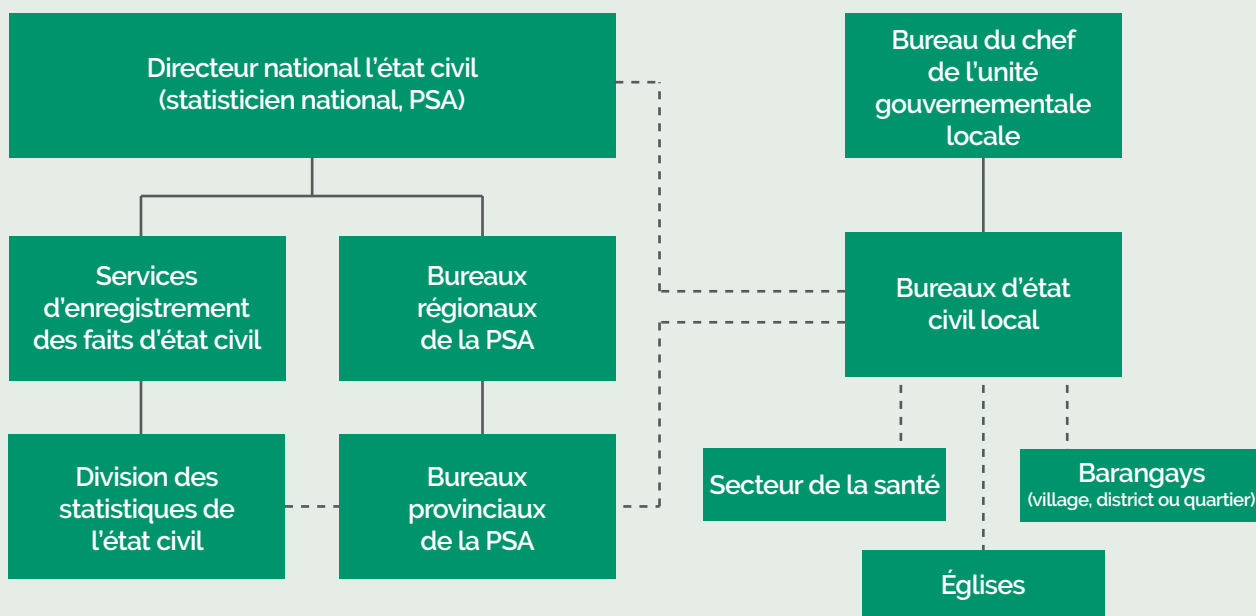 Directeur national l'état civil
(statisticien national, PSA)
Bureau du chef
de l'unité
gouvernementale
locale
Services
d'enregistrement
des faits d'état civil
Bureaux
régionaux
de la PSA
Bureaux d'état
civil local
Division des
statistiques de
l'état civil
Bureaux
provinciaux
de la PSA
Secteur de la santé
Barangays
(village, district ou quartier)
Églises